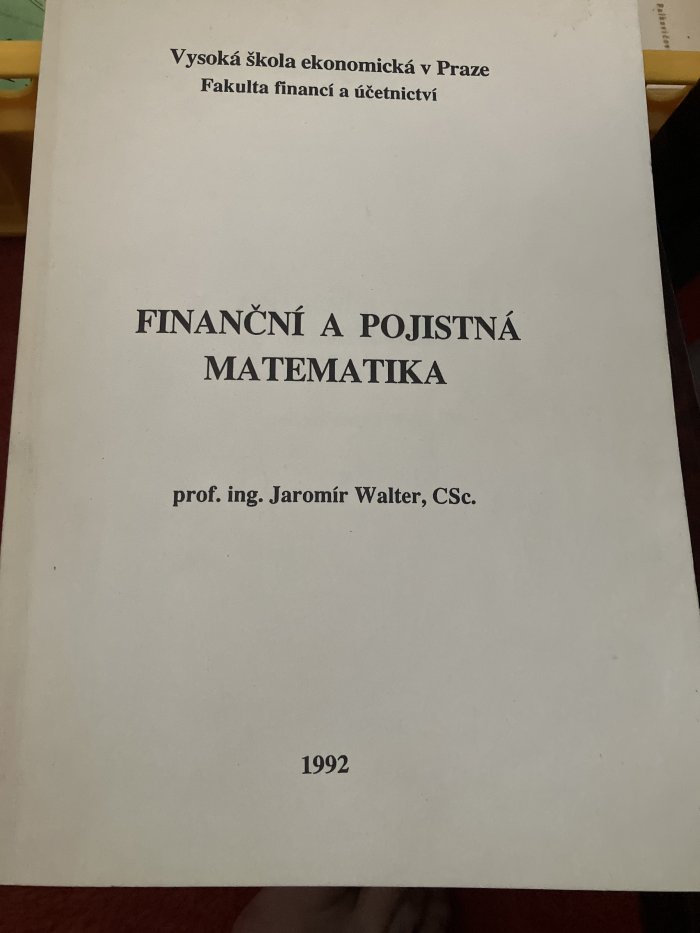 Vysoká škola ekonomická v Praze
Fakulta financí a účetnictví
FINANČNÍ A POJISTNÁ
MATEMATIKA
prof. ing. Jaromír Walter, CSc.
1992